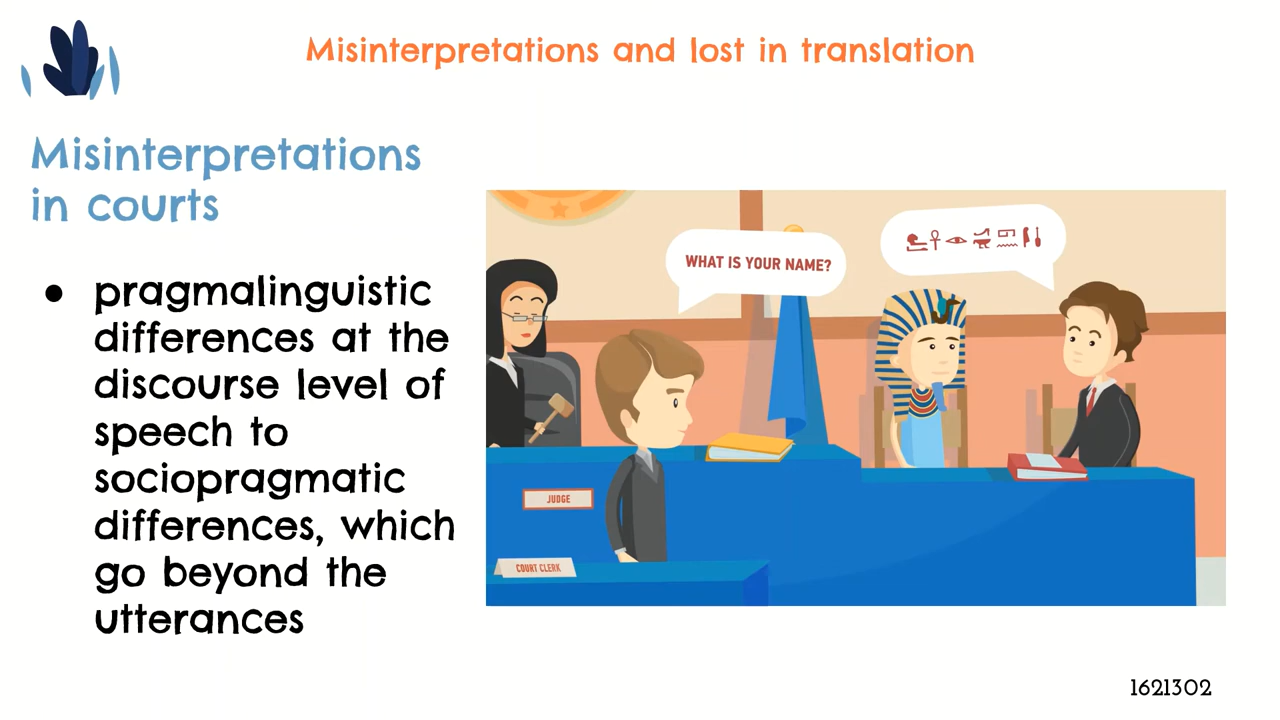 Misinterpretations and lost in translation
Misinterpretations
in courts
● pragmalinguistic
differences at the
discourse level of
speech to
sociopragmatic
differences, which
go beyond the
utterances
WHAT IS YOUR NAME?
JUDGE
COURT CLERK
1621302